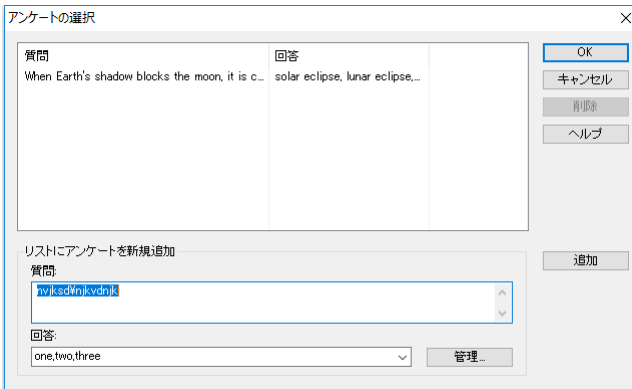 アンケートの選択
質問 回答
When Earth's shadow blocks the moon, it is c... solar eclipse, lunar eclipse,...
OK
キャンセル
削除
ヘルプ
リストにアンケートを新規追加
質問:
nvjksd¥njkvdnjk
追加
回答:
one,two,three
管理...